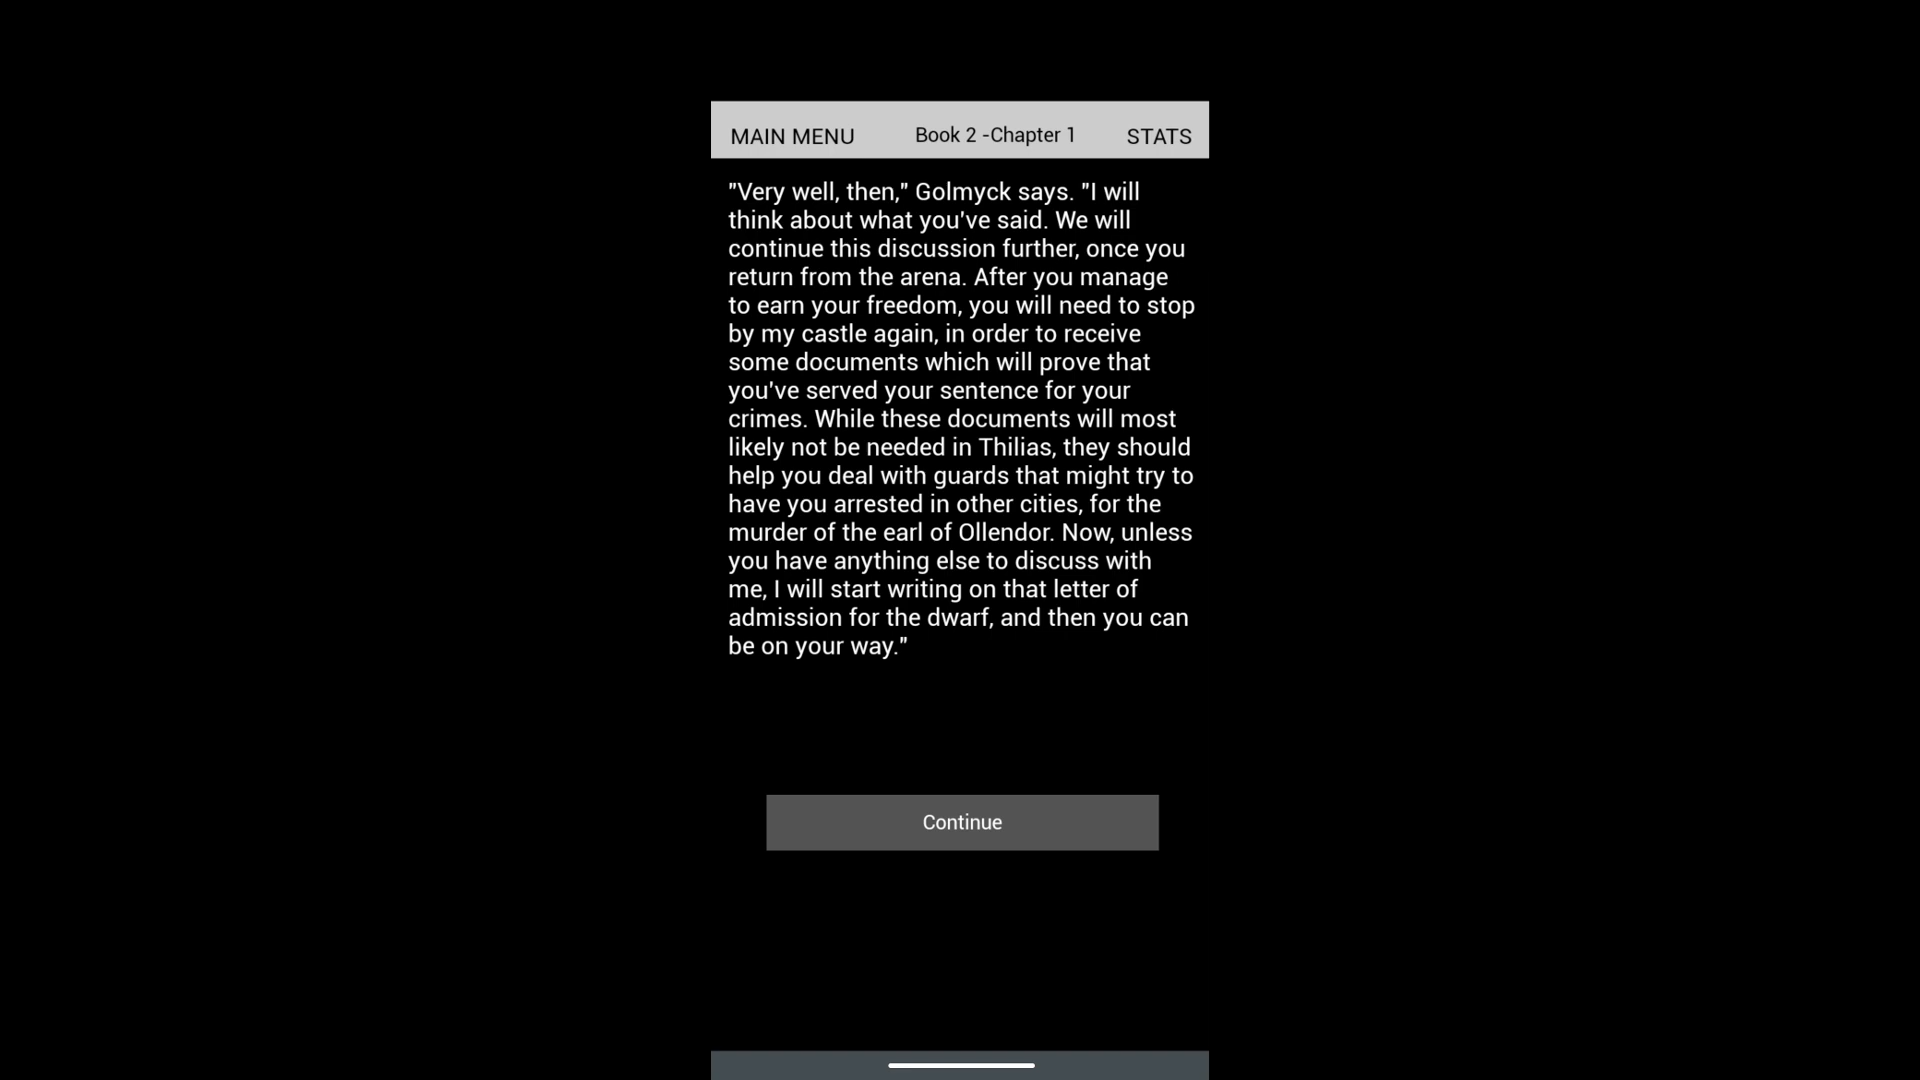 MAIN MENU
Book 2 -Chapter 1
STATS
"Very well, then," Golmyck says. "I will
think about what you've said. We will
continue this discussion further, once you
return from the arena. After you manage
to earn your freedom, you will need to stop
by my castle again, in order to receive
some documents which will prove that
you've served your sentence for your
crimes. While these documents will most
likely not be needed in Thilias, they should
help you deal with guards that might try to
have you arrested in other cities, for the
murder of the earl of Ollendor. Now, unless
you have anything else to discuss with
me, I will start writing on that letter of
admission for the dwarf, and then you can
be on your way."
Continue